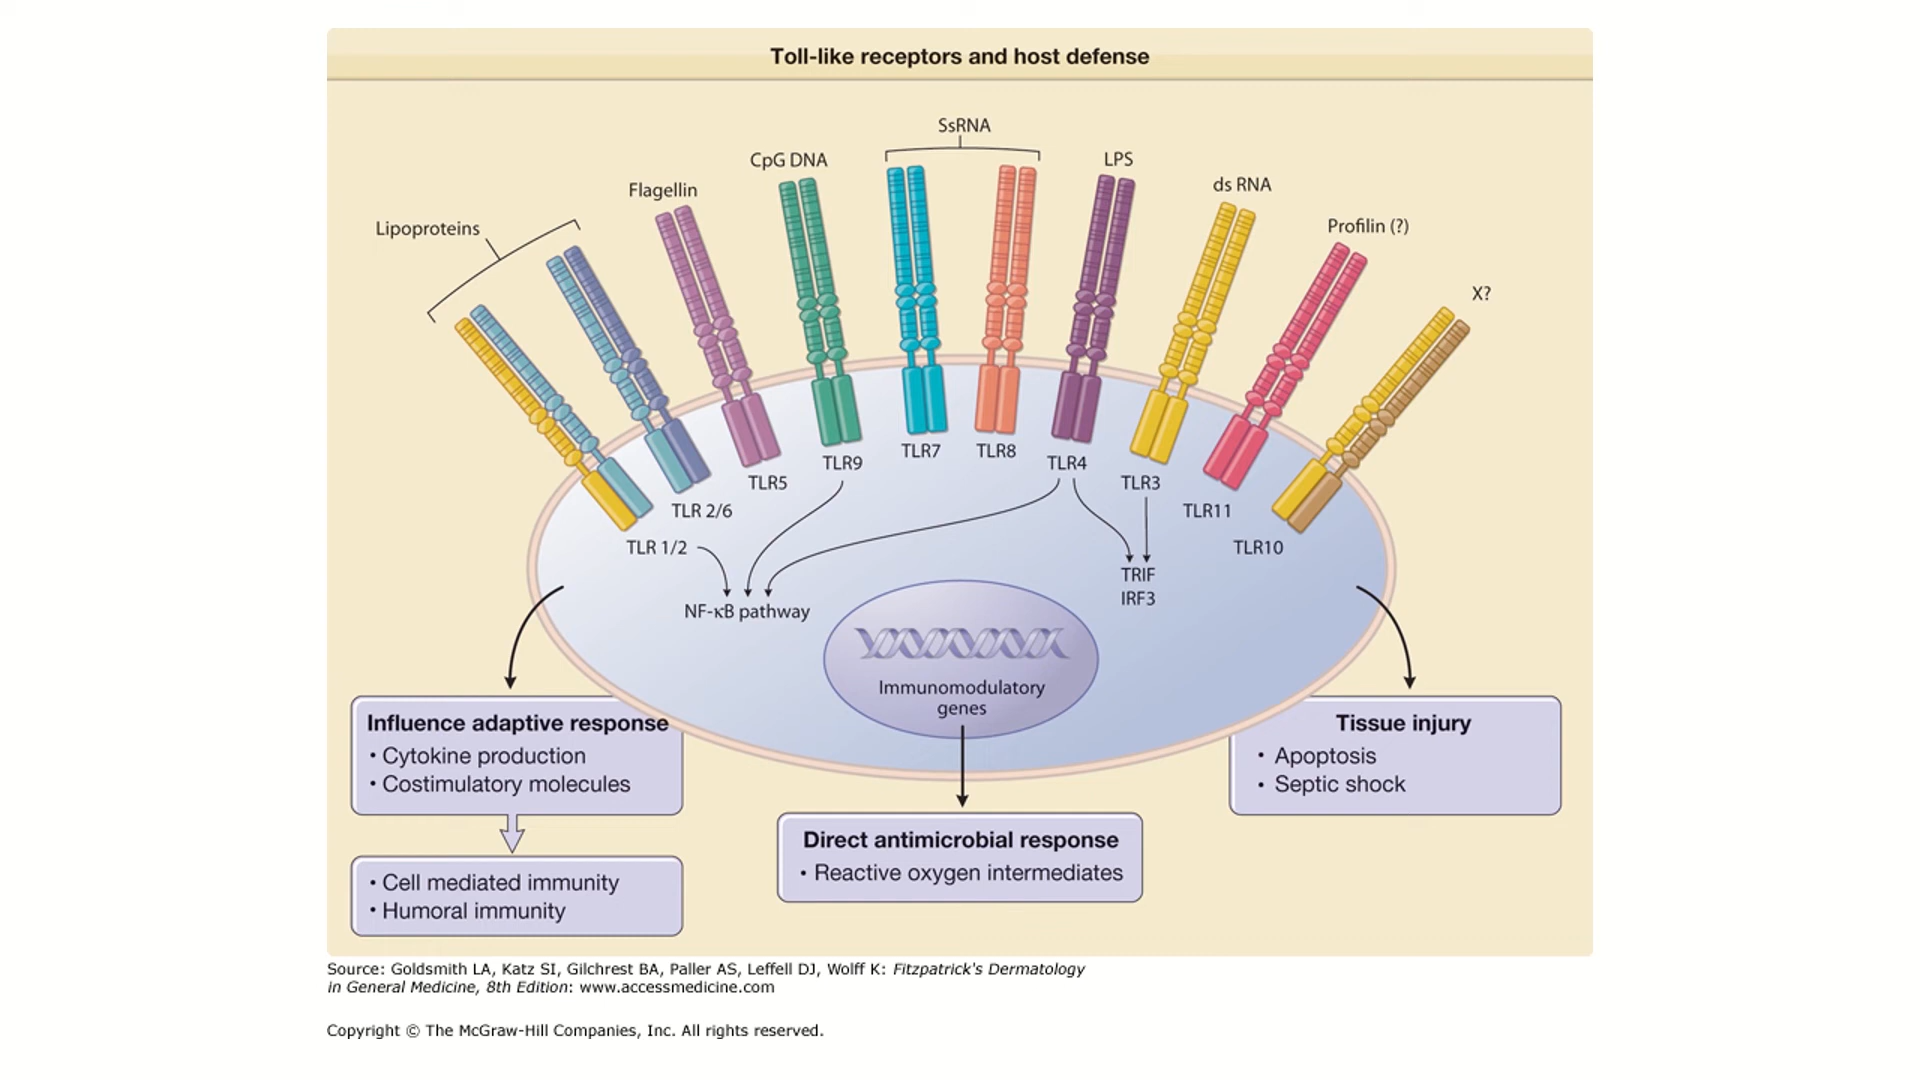 Toll-like receptors and host defense
SsRNA
CpG DNA
LPS
Flagellin
ds RNA
Lipoproteins
Profilin (?)
X?
TLR7
TLR8
TLR9
TLR4
TLR5
TLR3
TLR 2/6
TLR11
TLR 1/2
TLR10
TRIF
IRF3
NF-κB pathway
Immunomodulatory
genes
Influence adaptive response
• Cytokine production
• Costimulatory molecules
• Cell mediated immunity
• Humoral immunity
Direct antimicrobial response
• Reactive oxygen intermediates
Tissue injury
• Apoptosis
• Septic shock
Source: Goldsmith LA, Katz SI, Gilchrest BA, Paller AS, Leffell DJ, Wolff K: Fitzpatrick's Dermatology
in General Medicine, 8th Edition: www.accessmedicine.com
Copyright © The McGraw-Hill Companies, Inc. All rights reserved.